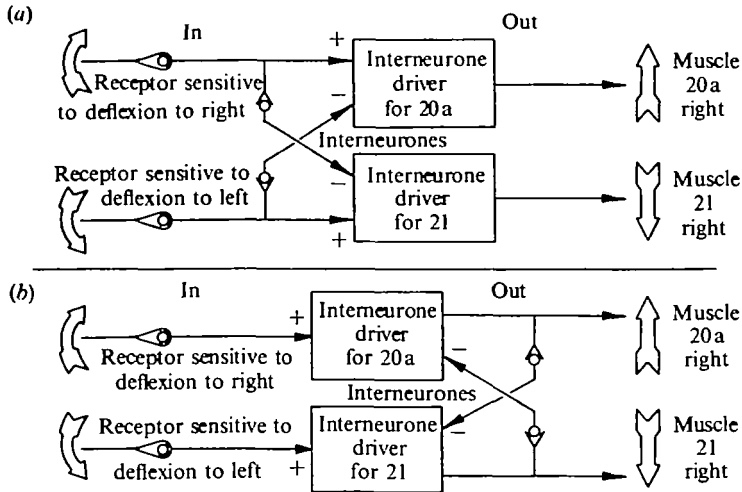 (a)
In
Out
Receptor sensitive
to deflexion to right
+
−
Interneurone
driver
for 20a
Muscle
20a
right
Interneurones
Receptor sensitive to
deflexion to left
−
+
Interneurone
driver
for 21
Muscle
21
right
(b)
In
Out
Receptor sensitive to
deflexion to right
+
−
Interneurone
driver
for 20a
Muscle
20a
right
Interneurones
Receptor sensitive to
deflexion to left
+
−
Interneurone
driver
for 21
Muscle
21
right